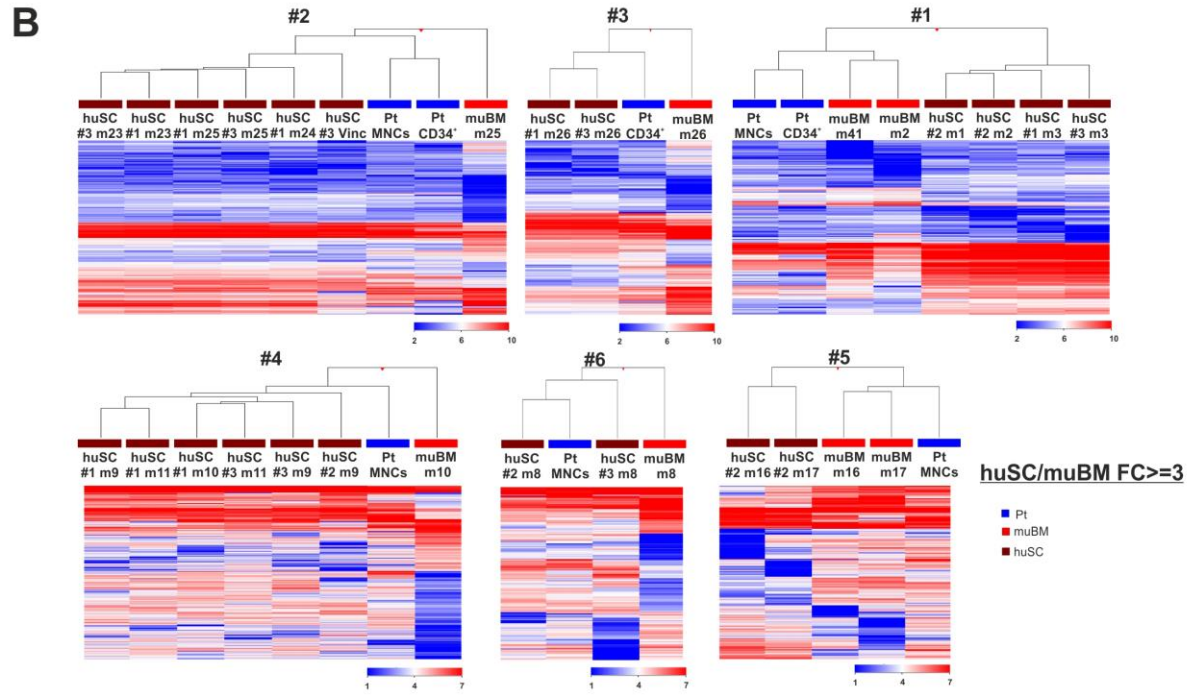 B
#2
huSC huSC huSC huSC huSC huSC Pt Pt muBM
#3 m23 #1 m23 #1 m25 #3 m25 #1 m24 #3 Vinc MNCs CD34+ m25
2 6 10
#3
huSC huSC Pt muBM
#1 m26 #3 m26 CD34+ m26
2 6 10
#1
Pt Pt muBM muBM huSC huSC huSC huSC
MNCs CD34+ m41 m2 #2 m1 #2 m2 #1 m3 #3 m3
2 6 10
#4
huSC huSC huSC huSC huSC huSC Pt muBM
#1 m9 #1 m11 #1 m10 #3 m11 #3 m9 #2 m9 MNCs m10
1 4 7
#6
huSC Pt huSC muBM
#2 m8 MNCs #3 m8 m8
1 4 7
#5
huSC huSC muBM muBM Pt
#2 m16 #2 m17 m16 m17 MNCs
1 4 7
huSC/muBM FC>=3
Pt
muBM
huSC